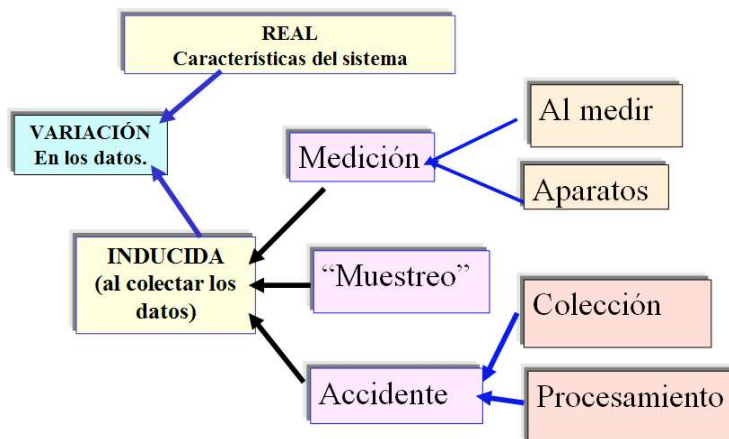 REAL
Características del sistema
VARIACIÓN
En los datos.
Medición
Al medir
Aparatos
INDUCIDA
(al colectar los
datos)
“Muestreo”
Colección
Accidente
Procesamiento